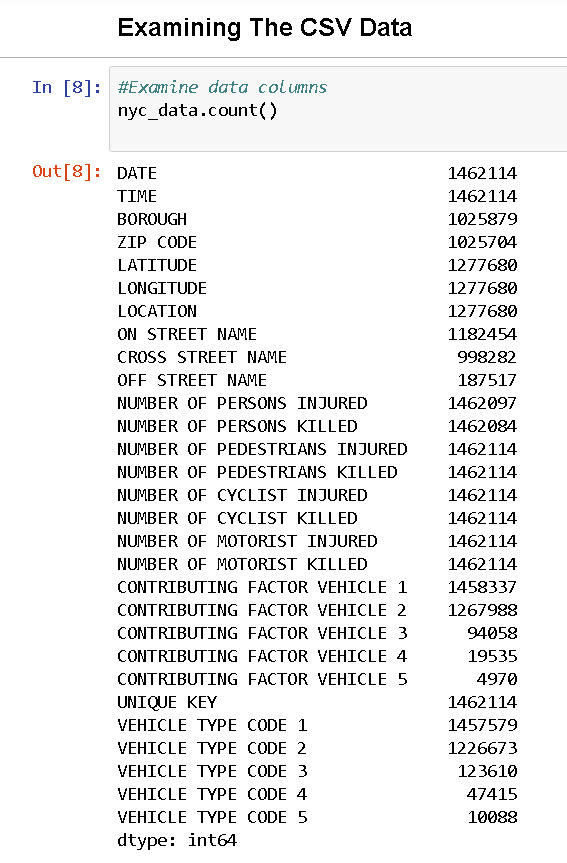 Examining The CSV Data
In [8]: #Examine data columns
nyc_data.count()
Out[8]: DATE 1462114
TIME 1462114
BOROUGH 1025879
ZIP CODE 1025704
LATITUDE 1277680
LONGITUDE 1277680
LOCATION 1277680
ON STREET NAME 1182454
CROSS STREET NAME 998282
OFF STREET NAME 187517
NUMBER OF PERSONS INJURED 1462097
NUMBER OF PERSONS KILLED 1462084
NUMBER OF PEDESTRIANS INJURED 1462114
NUMBER OF PEDESTRIANS KILLED 1462114
NUMBER OF CYCLIST INJURED 1462114
NUMBER OF CYCLIST KILLED 1462114
NUMBER OF MOTORIST INJURED 1462114
NUMBER OF MOTORIST KILLED 1462114
CONTRIBUTING FACTOR VEHICLE 1 1458337
CONTRIBUTING FACTOR VEHICLE 2 1267988
CONTRIBUTING FACTOR VEHICLE 3 94058
CONTRIBUTING FACTOR VEHICLE 4 19535
CONTRIBUTING FACTOR VEHICLE 5 4970
UNIQUE KEY 1462114
VEHICLE TYPE CODE 1 1457579
VEHICLE TYPE CODE 2 1226673
VEHICLE TYPE CODE 3 123610
VEHICLE TYPE CODE 4 47415
VEHICLE TYPE CODE 5 10088
dtype: int64